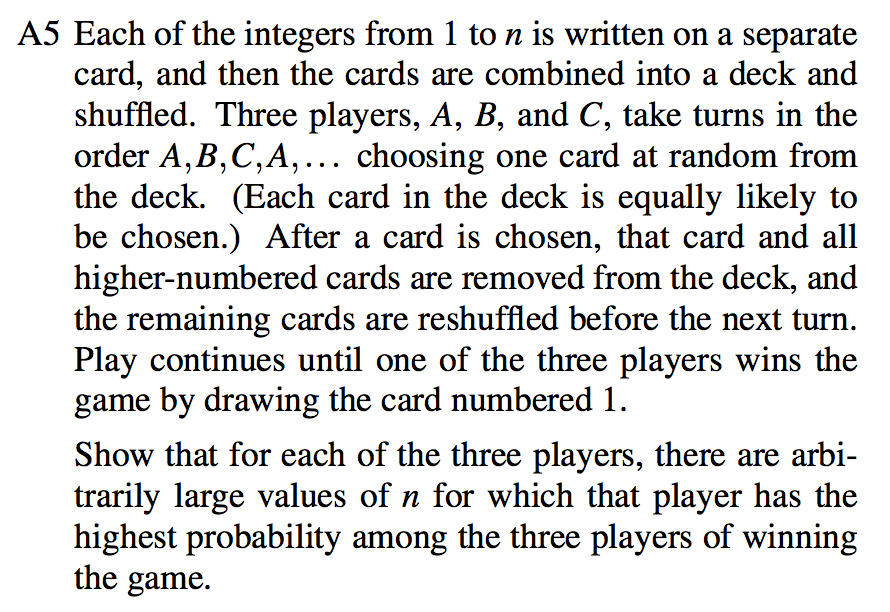 A5 Each of the integers from 1 to n is written on a separate
card, and then the cards are combined into a deck and
shuffled. Three players, A, B, and C, take turns in the
order A,B,C,A,... choosing one card at random from
the deck. (Each card in the deck is equally likely to
be chosen.) After a card is chosen, that card and all
higher-numbered cards are removed from the deck, and
the remaining cards are reshuffled before the next turn.
Play continues until one of the three players wins the
game by drawing the card numbered 1.
Show that for each of the three players, there are arbi-
trarily large values of n for which that player has the
highest probability among the three players of winning
the game.